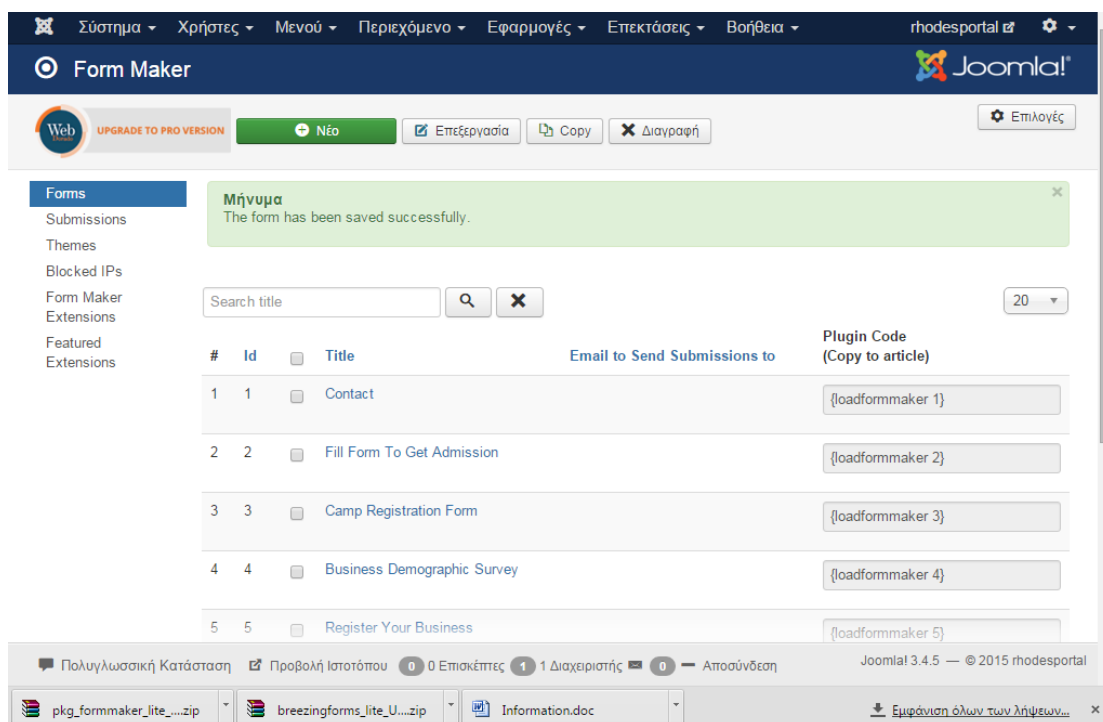 Σύστημα Χρήστες Μενού Περιεχόμενο Εφαρμογές Επεκτάσεις Βοήθεια rhodesportal
Form Maker Joomla!
Web UPGRADE TO PRO VERSION Νέο Επεξεργασία Copy Διαγραφή Επιλογές
Forms
Submissions
Themes
Blocked IPs
Form Maker
Extensions
Featured
Extensions
Μήνυμα ×
The form has been saved successfully.
Search title 20
# Id Title Email to Send Submissions to Plugin Code
(Copy to article)
1 1 Contact {loadformmaker 1}
2 2 Fill Form To Get Admission {loadformmaker 2}
3 3 Camp Registration Form {loadformmaker 3}
4 4 Business Demographic Survey {loadformmaker 4}
5 5 Register Your Business {loadformmaker 5}
Πολυγλωσσική Κατάσταση Προβολή Ιστοτόπου 0 0 Επισκέπτες 1 1 Διαχειριστής 0 Αποσύνδεση Joomla! 3.4.5 — © 2015 rhodesportal
pkg_formmaker_lite_....zip breezingforms_lite_U....zip Information.doc Εμφάνιση όλων των λήψεων... ×